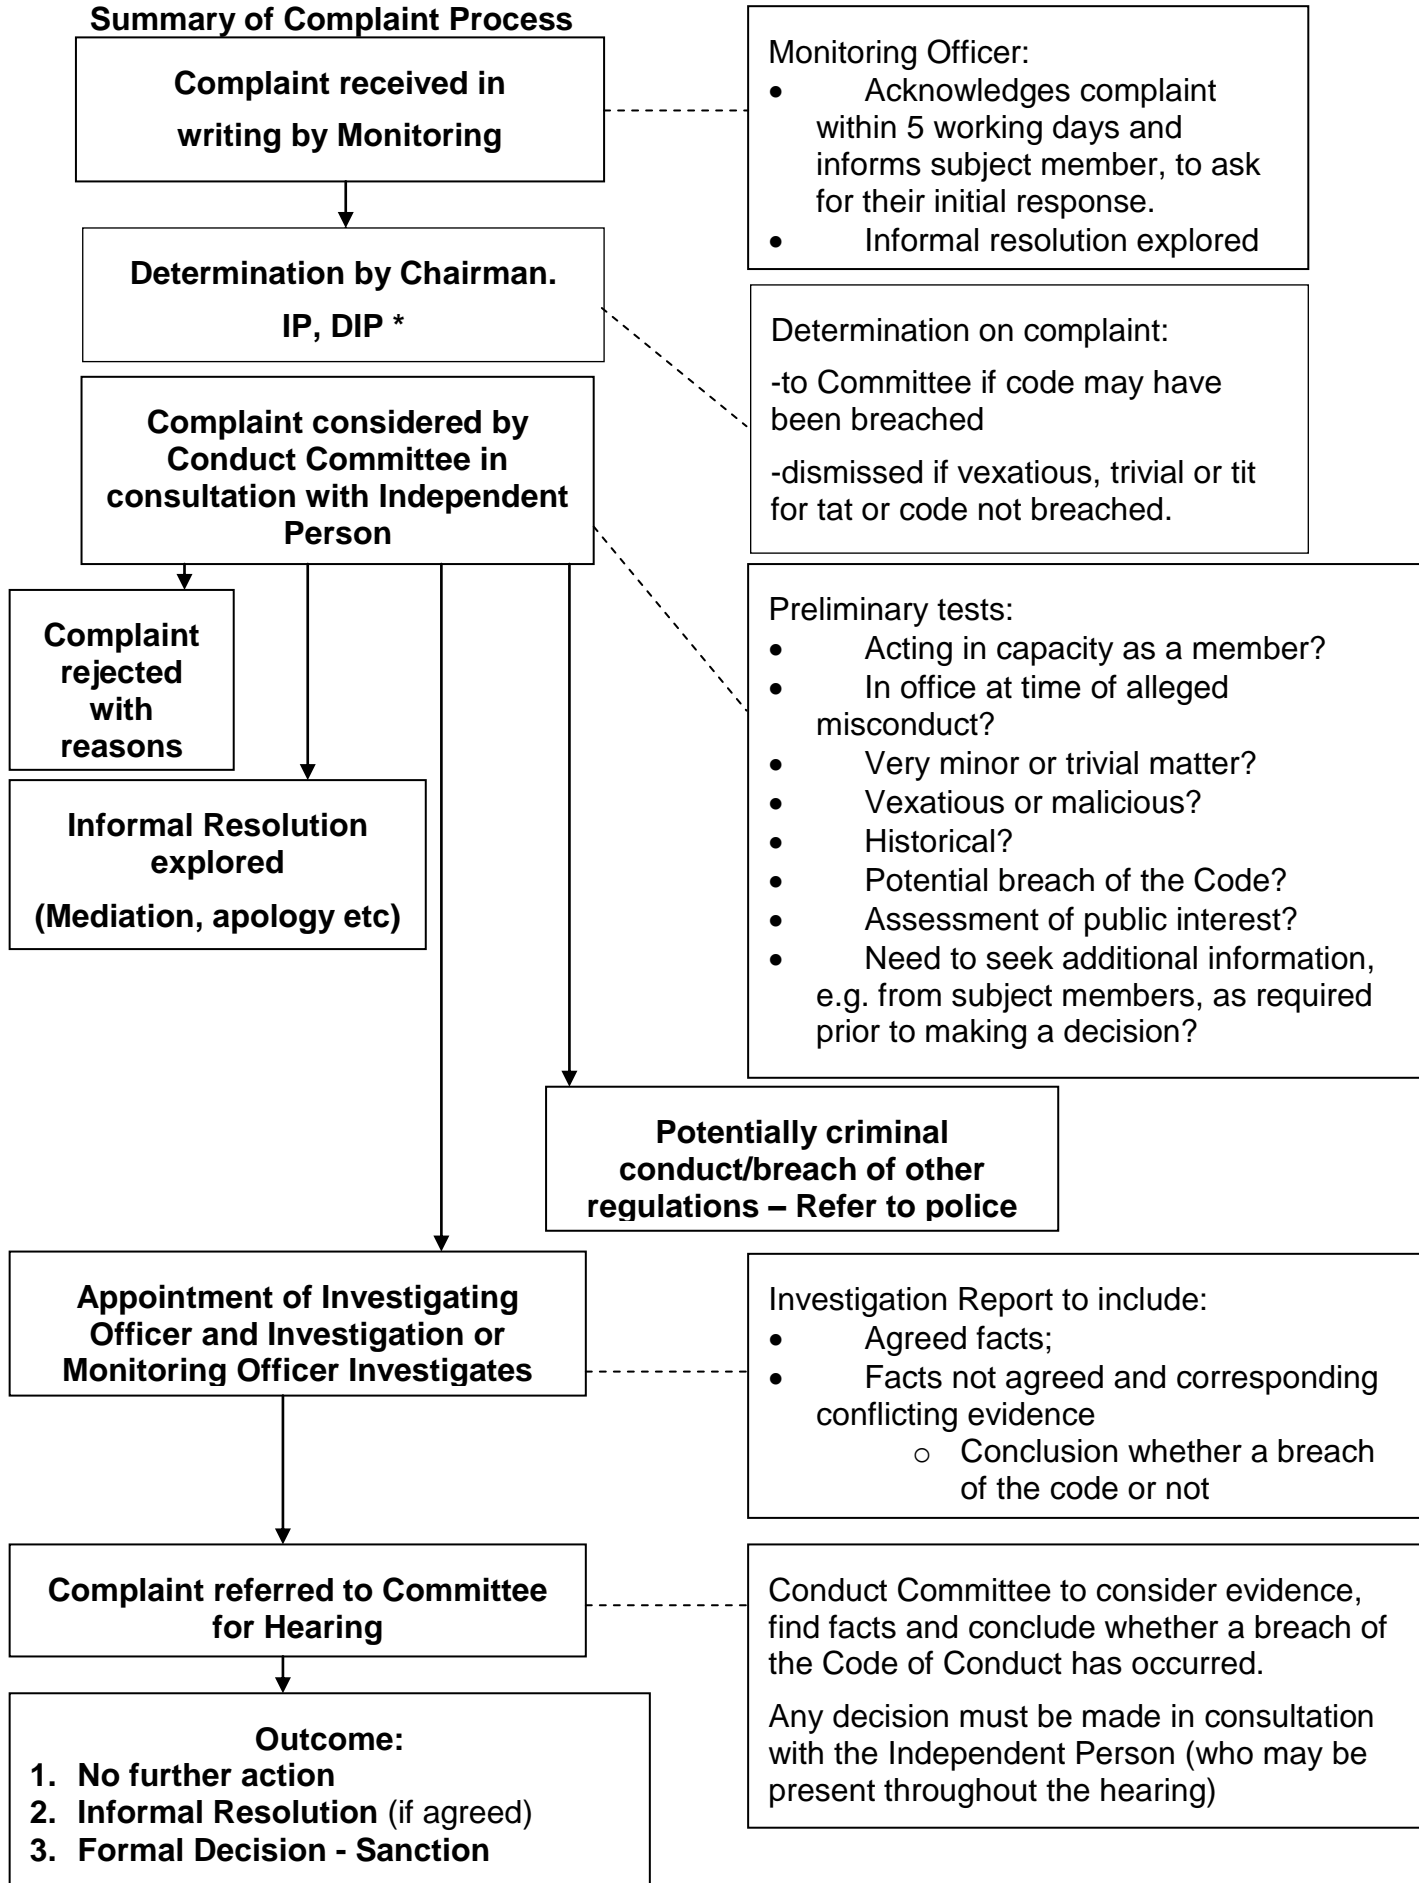 Summary of Complaint Process
Complaint received in
writing by Monitoring
Monitoring Officer:
• Acknowledges complaint
within 5 working days and
informs subject member, to ask
for their initial response.
• Informal resolution explored
Determination by Chairman.
IP, DIP *
Determination on complaint:
-to Committee if code may have
been breached
-dismissed if vexatious, trivial or tit
for tat or code not breached.
Complaint considered by
Conduct Committee in
consultation with Independent
Person
Preliminary tests:
• Acting in capacity as a member?
• In office at time of alleged
misconduct?
• Very minor or trivial matter?
• Vexatious or malicious?
• Historical?
• Potential breach of the Code?
• Assessment of public interest?
• Need to seek additional information,
e.g. from subject members, as required
prior to making a decision?
Complaint
rejected
with
reasons
Informal Resolution
explored
(Mediation, apology etc)
Potentially criminal
conduct/breach of other
regulations – Refer to police
Appointment of Investigating
Officer and Investigation or
Monitoring Officer Investigates
Investigation Report to include:
• Agreed facts;
• Facts not agreed and corresponding
conflicting evidence
o Conclusion whether a breach
of the code or not
Complaint referred to Committee
for Hearing
Conduct Committee to consider evidence,
find facts and conclude whether a breach of
the Code of Conduct has occurred.
Any decision must be made in consultation
with the Independent Person (who may be
present throughout the hearing)
Outcome:
1. No further action
2. Informal Resolution (if agreed)
3. Formal Decision - Sanction